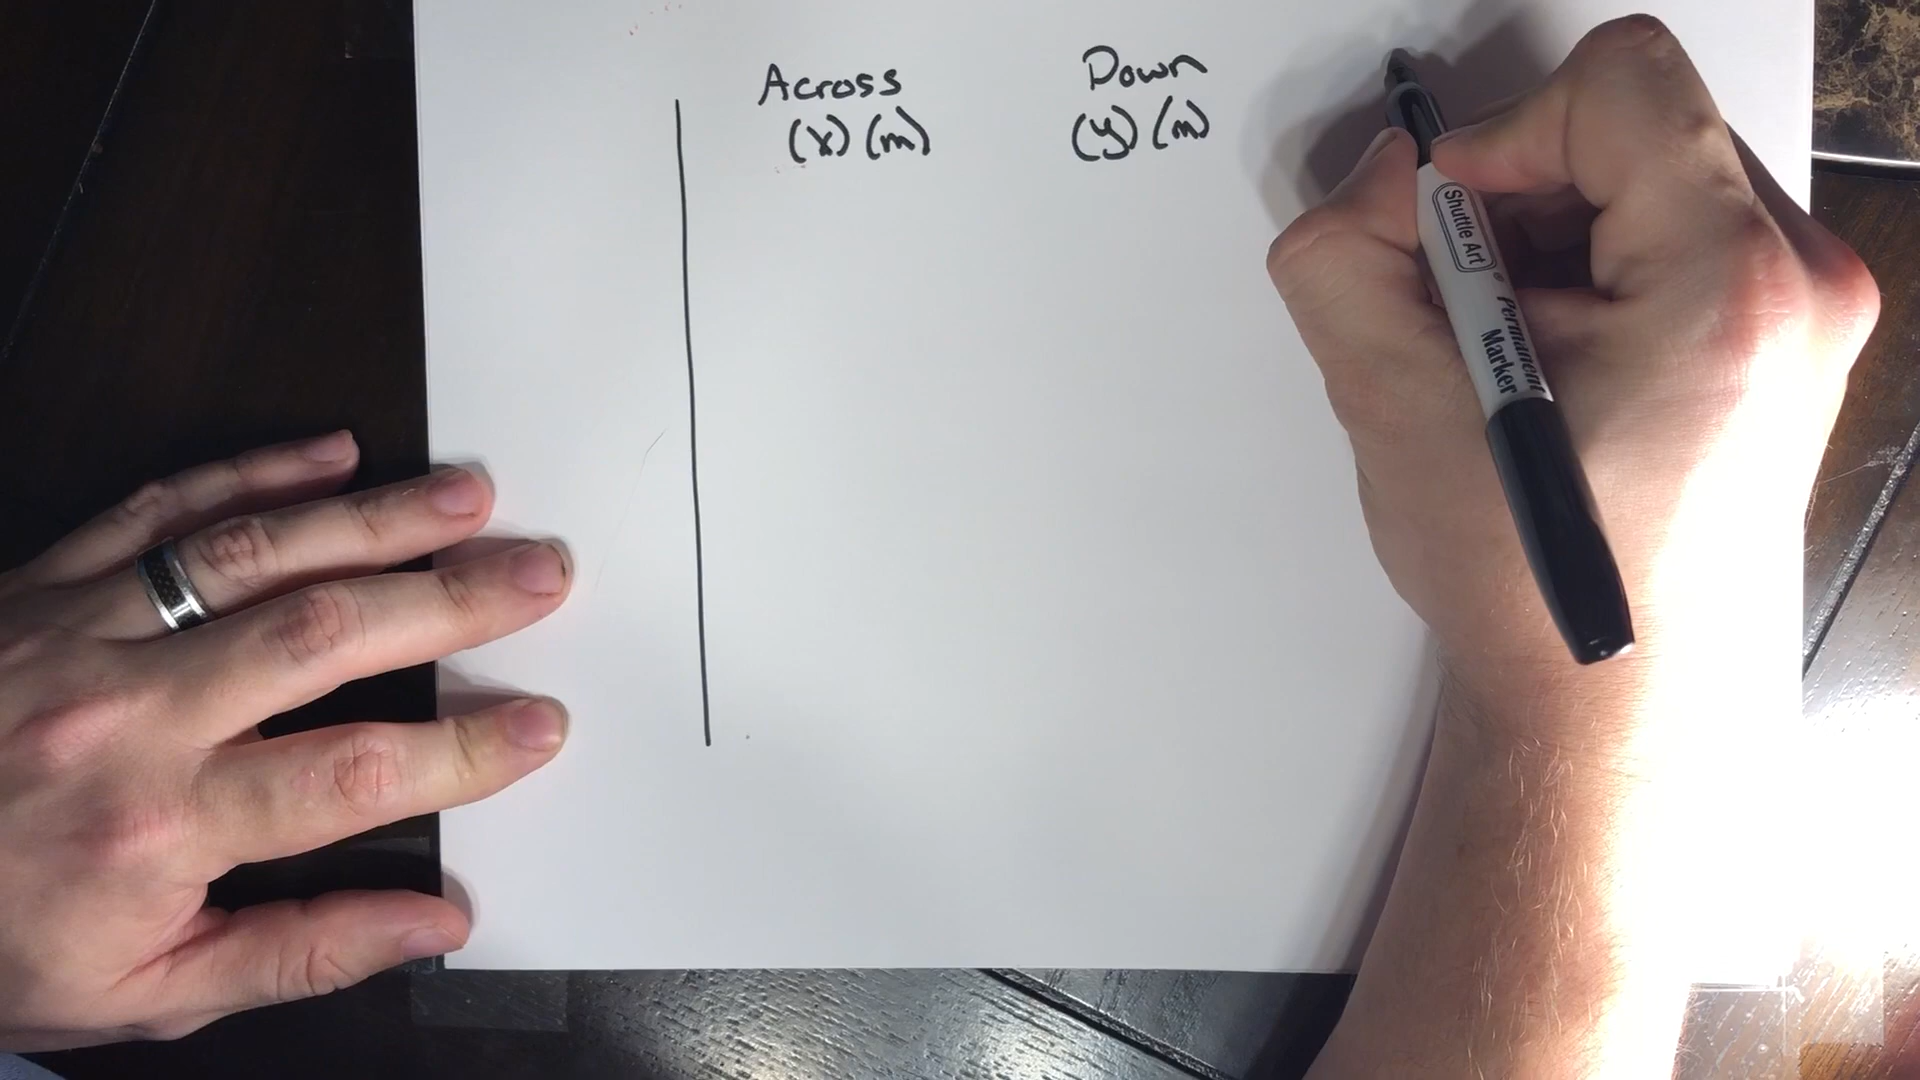 Across
Down
(x) (m)
(y) (m)
Shuttle Art
Permanent
Marker